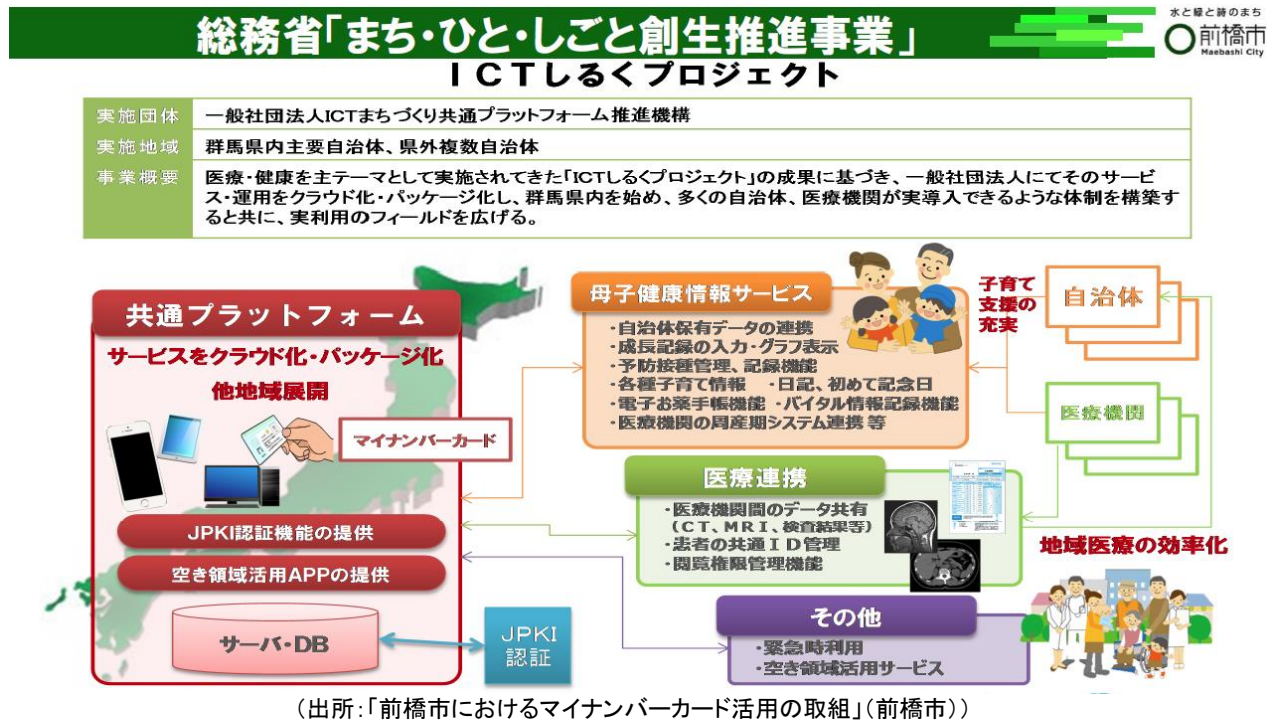 総務省「まち・ひと・しごと創生推進事業」
水と緑と詩のまち
前橋市
Maebashi City
ICTしるくプロジェクト
実施団体 一般社団法人ICTまちづくり共通プラットフォーム推進機構
実施地域 群馬県内主要自治体、県外複数自治体
事業概要 医療・健康を主テーマとして実施されてきた「ICTしるくプロジェクト」の成果に基づき、一般社団法人にてそのサービ
ス・運用をクラウド化・パッケージ化し、群馬県内を始め、多くの自治体、医療機関が実導入できるような体制を構築す
ると共に、実利用のフィールドを広げる。
共通プラットフォーム
サービスをクラウド化・パッケージ化
他地域展開
マイナンバーカード
JPKI認証機能の提供
空き領域活用APPの提供
サーバ・DB
JPKI
認証
母子健康情報サービス
・自治体保有データの連携
・成長記録の入力・グラフ表示
・予防接種管理、記録機能
・各種子育て情報 ・日記、初めて記念日
・電子お薬手帳機能 ・バイタル情報記録機能
・医療機関の周産期システム連携 等
子育て
支援の
充実
自治体
医療機関
医療連携
・医療機関間のデータ共有
(CT、MRI、検査結果等)
・患者の共通ID管理
・閲覧権限管理機能
地域医療の効率化
その他
・緊急時利用
・空き領域活用サービス
(出所:「前橋市におけるマイナンバーカード活用の取組」(前橋市))